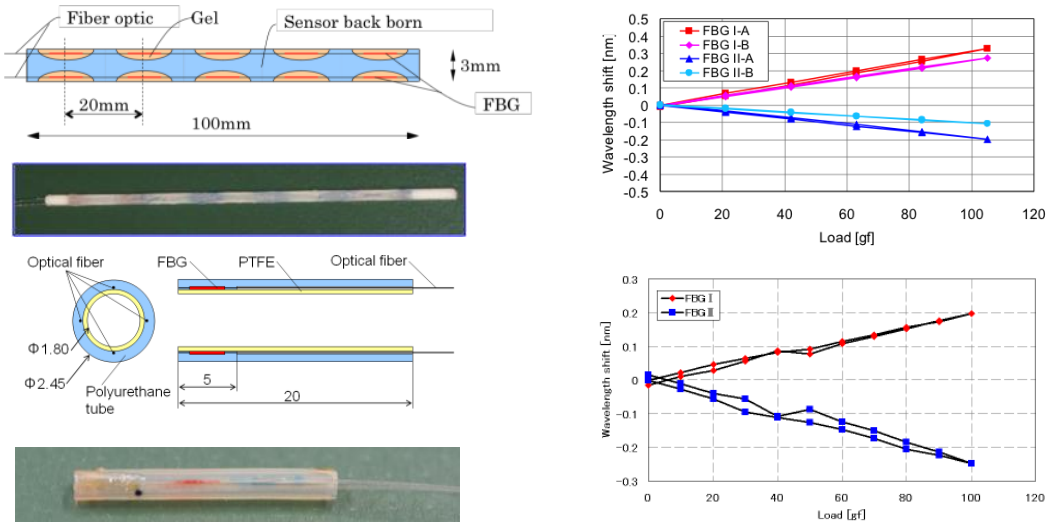 Fiber optic
Gel
Sensor back born
3mm
20mm
FBG
100mm
Optical fiber
FBG
PTFE
Optical fiber
Φ1.80
Φ2.45
Polyurethane
tube
5
20
0.5
0.4
0.3
0.2
0.1
0
-0.1
-0.2
-0.3
-0.4
-0.5
Wavelength shift [nm]
FBG I-A
FBG I-B
FBG II-A
FBG II-B
0 20 40 60 80 100 120
Load [gf]
0.3
0.2
0.1
0
-0.1
-0.2
-0.3
Wavelength shift [nm]
FBG Ⅰ
FBG Ⅲ
0 20 40 60 80 100 120
Load [gf]